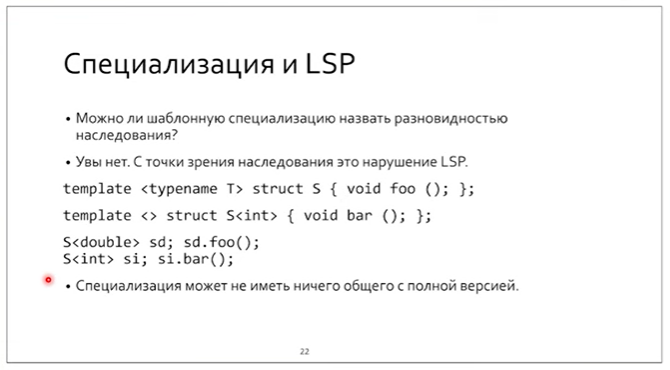 Специализация и LSP
• Можно ли шаблонную специализацию назвать разновидностью
наследования?
• Увы нет. С точки зрения наследования это нарушение LSP.
template <typename T> struct S { void foo (); };
template <> struct S<int> { void bar (); };
S<double> sd; sd.foo();
S<int> si; si.bar();
• Специализация может не иметь ничего общего с полной версией.
22